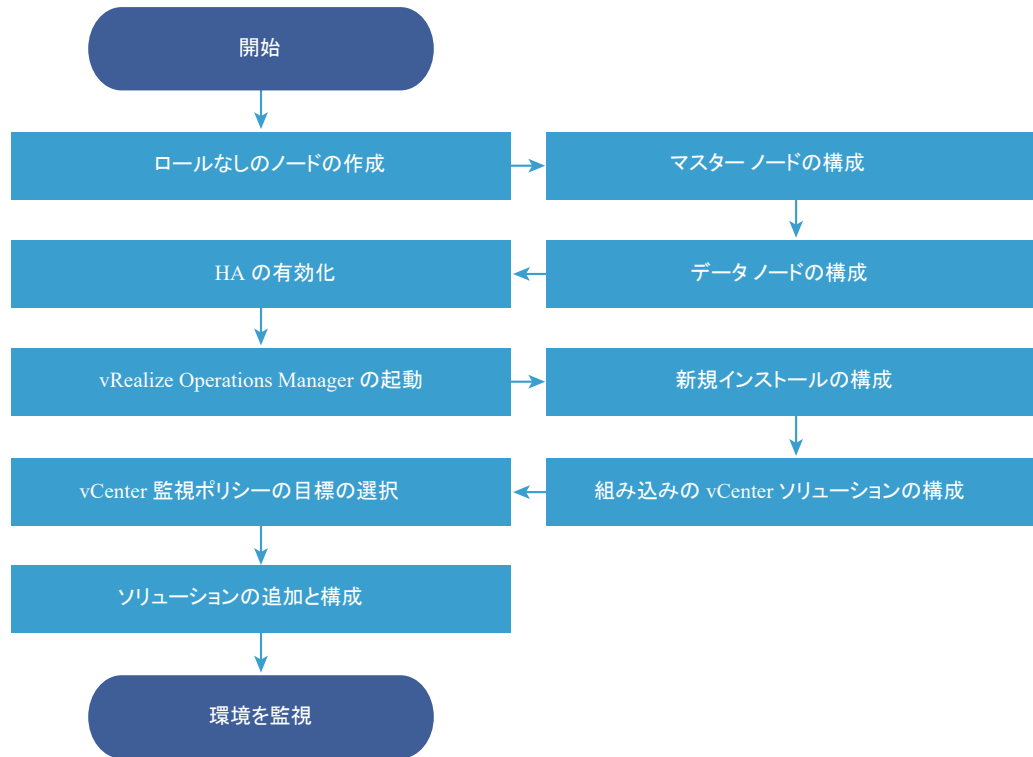 開始
ロールなしのノードの作成
マスター ノードの構成
データ ノードの構成
HA の有効化
vRealize Operations Manager の起動
新規インストールの構成
組み込みの vCenter ソリューションの構成
vCenter 監視ポリシーの目標の選択
ソリューションの追加と構成
環境を監視